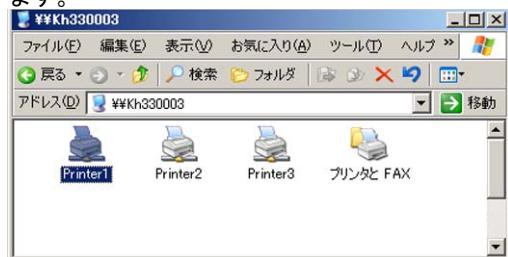 ます。
¥¥Kh330003
ファイル(F) 編集(E) 表示(V) お気に入り(A) ツール(T) ヘルプ »
戻る 検索 フォルダ
アドレス(D) ¥¥Kh330003 移動
Printer1 Printer2 Printer3 プリンタと FAX